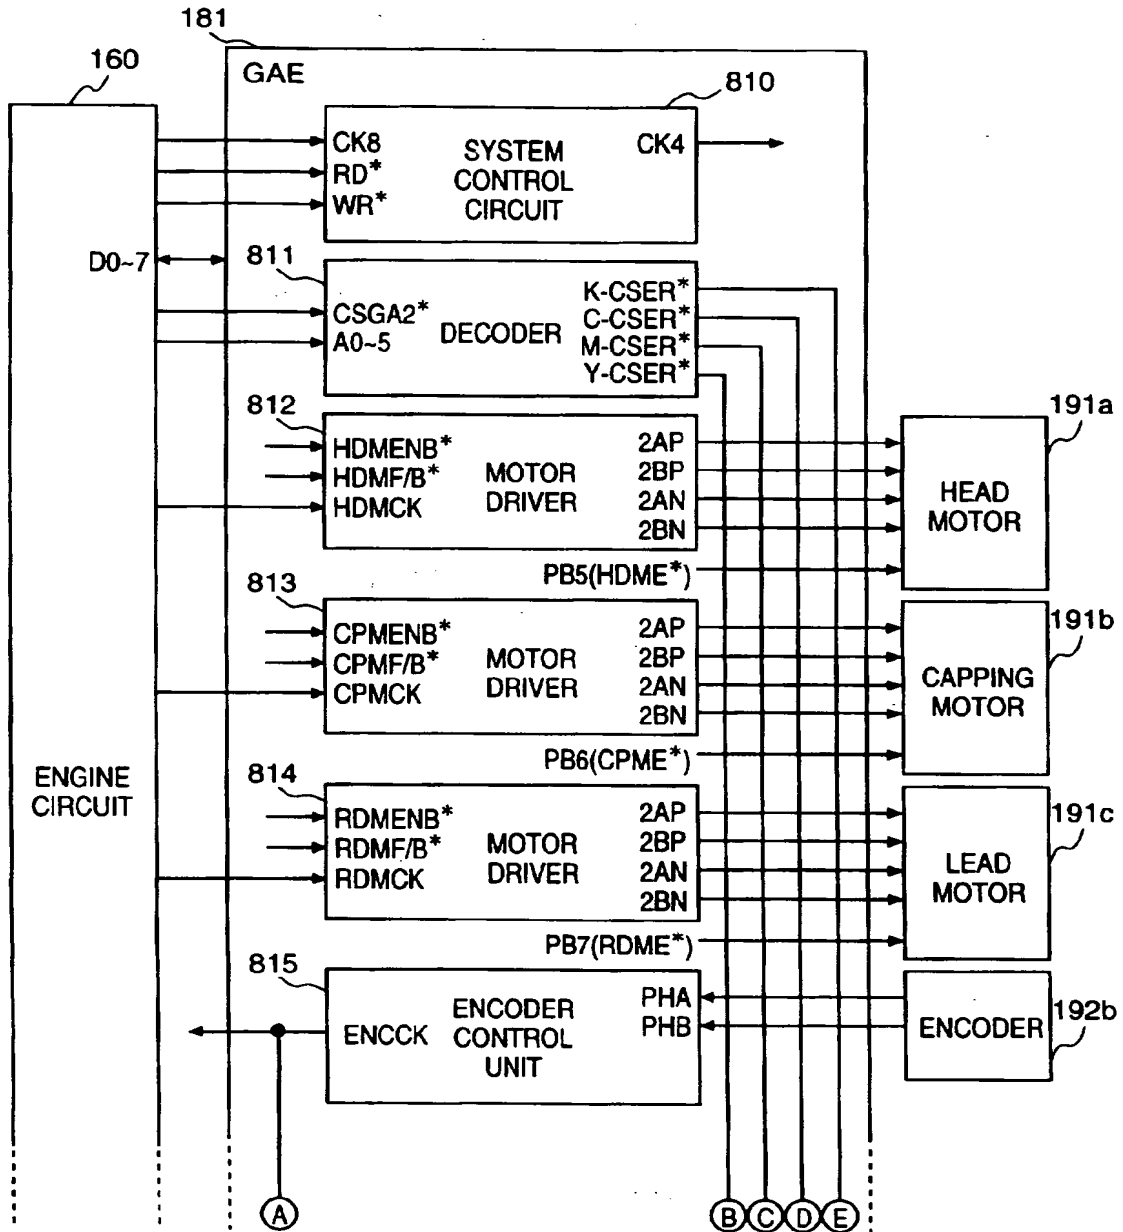 181
160
GAE
810
CK8
RD*
WR*
SYSTEM
CONTROL
CIRCUIT
CK4
D0~7
811
CSGA2*
A0~5
DECODER
K-CSER*
C-CSER*
M-CSER*
Y-CSER*
812
191a
HDMENB*
HDMF/B*
HDMCK
MOTOR
DRIVER
2AP
2BP
2AN
2BN
HEAD
MOTOR
PB5(HDME*)
813
191b
CPMENB*
CPMF/B*
CPMCK
MOTOR
DRIVER
2AP
2BP
2AN
2BN
CAPPING
MOTOR
PB6(CPME*)
ENGINE
CIRCUIT
814
191c
RDMENB*
RDMF/B*
RDMCK
MOTOR
DRIVER
2AP
2BP
2AN
2BN
LEAD
MOTOR
PB7(RDME*)
815
ENCCK
ENCODER
CONTROL
UNIT
PHA
PHB
ENCODER
192b
A
B
C
D
E